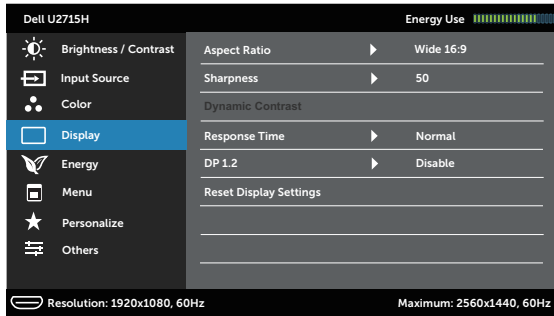 Dell U2715H Energy Use
Brightness / Contrast Aspect Ratio Wide 16:9
Input Source Sharpness 50
Color Dynamic Contrast
Display Response Time Normal
Energy DP 1.2 Disable
Menu Reset Display Settings
Personalize
Others
Resolution: 1920x1080, 60Hz Maximum: 2560x1440, 60Hz